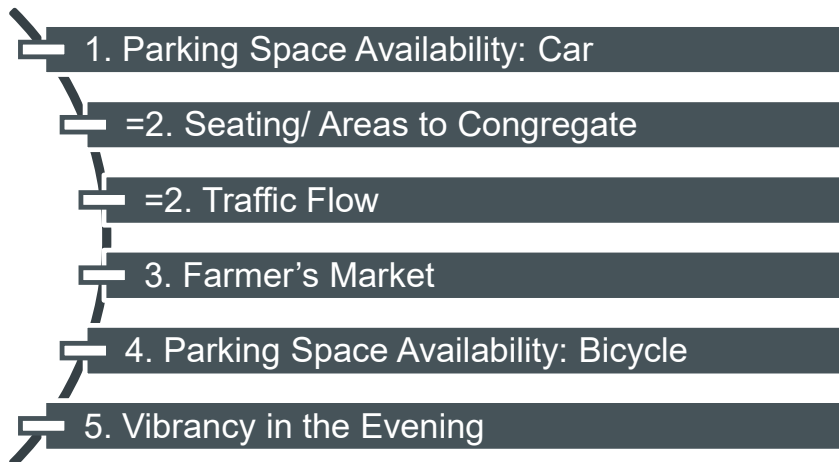 1. Parking Space Availability: Car
=2. Seating/ Areas to Congregate
=2. Traffic Flow
3. Farmer’s Market
4. Parking Space Availability: Bicycle
5. Vibrancy in the Evening